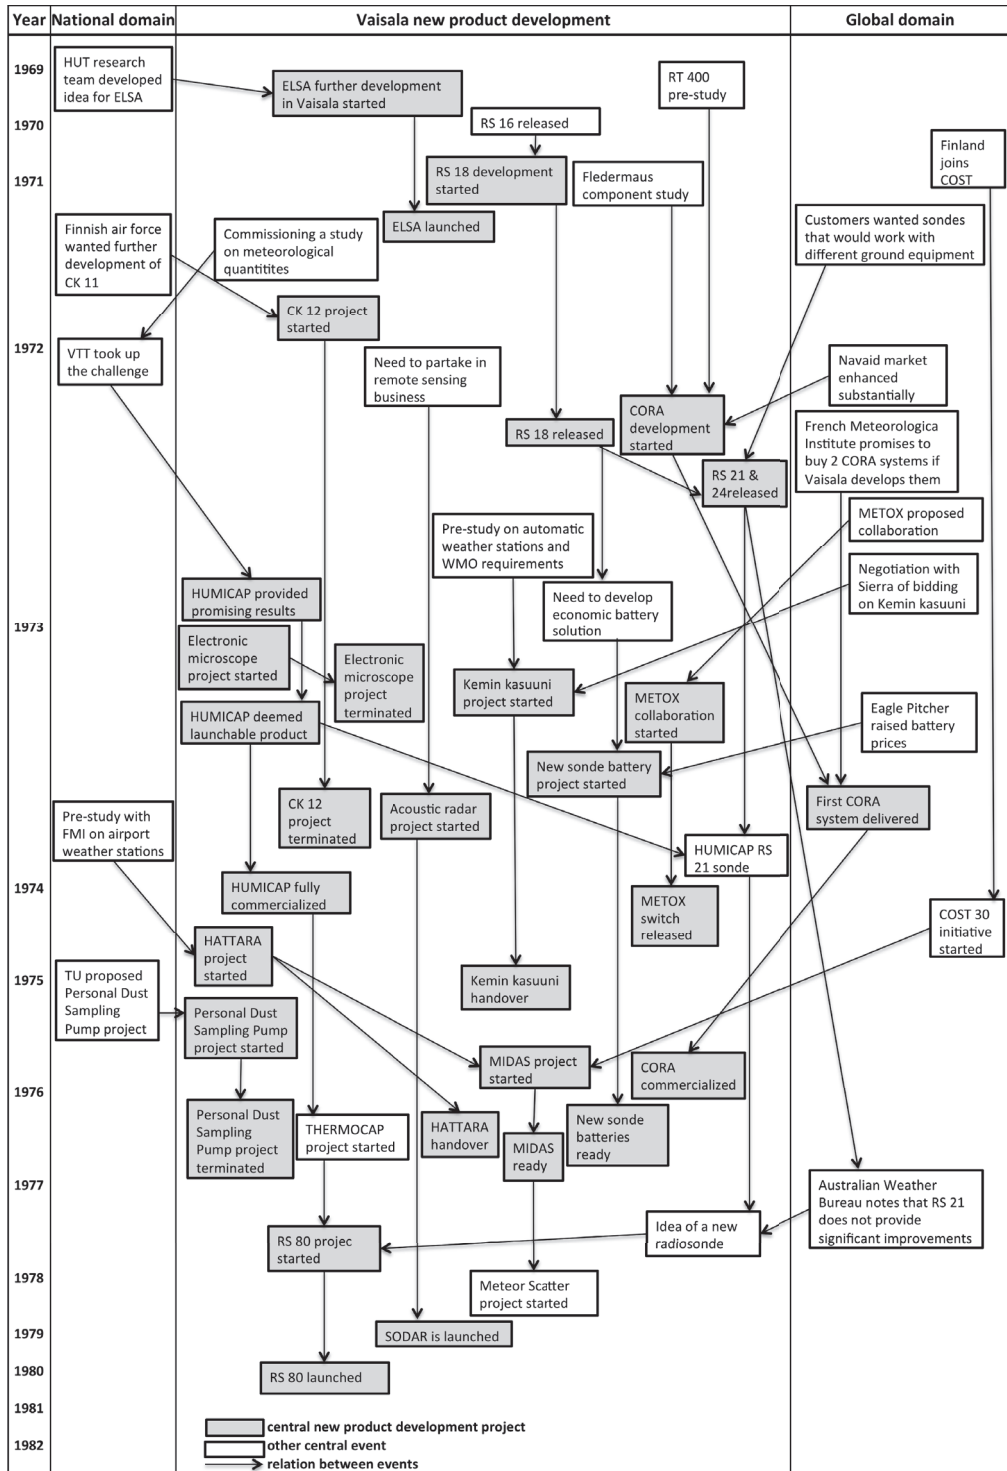 Year
National domain
Vaisala new product development
Global domain
1969
HUT research
team developed
idea for ELSA
ELSA further development
in Vaisala started
RT 400
pre-study
1970
RS 16 released
Finland
joins
COST
1971
RS 18 development
started
Fledermaus
component study
ELSA launched
Customers wanted sondes
that would work with
different ground equipment
Finnish air force
wanted further
development of
CK 11
Commissioning a study
on meteorological
quantitites
CK 12 project
started
1972
VTT took up
the challenge
Need to partake in
remote sensing
business
Navaid market
enhanced
substantially
RS 18 released
CORA
development
started
French Meteorologica
Institute promises to
buy 2 CORA systems if
Vaisala develops them
RS 21 &
24released
METOX proposed
collaboration
Pre-study on automatic
weather stations and
WMO requirements
Negotiation with
Sierra of bidding
on Kemin kasuuni
HUMICAP provided
promising results
Need to develop
economic battery
solution
1973
Electronic
microscope
project started
Electronic
microscope
project
terminated
Kemin kasuuni
project started
METOX
collaboration
started
HUMICAP deemed
launchable product
Eagle Pitcher
raised battery
prices
New sonde battery
project started
CK 12
project
terminated
Acoustic radar
project started
First CORA
system delivered
Pre-study with
FMI on airport
weather stations
HUMICAP RS
21 sonde
1974
HUMICAP fully
commercialized
METOX
switch
released
COST 30
initiative
started
HATTARA
project
started
1975
TU proposed
Personal Dust
Sampling
Pump project
Kemin kasuuni
handover
Personal Dust
Sampling Pump
project started
MIDAS project
started
CORA
commercialized
1976
Personal Dust
Sampling
Pump project
terminated
THERMOCAP
project started
HATTARA
handover
MIDAS
ready
New sonde
batteries
ready
1977
Australian Weather
Bureau notes that RS 21
does not provide
significant improvements
Idea of a new
radiosonde
RS 80 projec
started
1978
Meteor Scatter
project started
1979
SODAR is launched
1980
RS 80 launched
1981
central new product development project
1982
other central event
relation between events